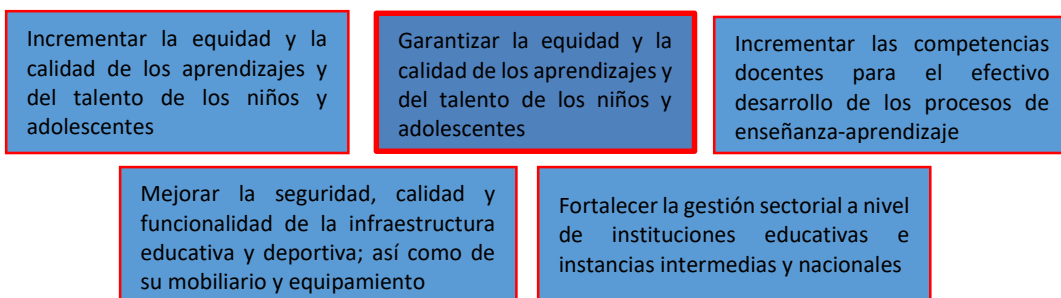 Incrementar la equidad y la
calidad de los aprendizajes y
del talento de los niños y
adolescentes
Garantizar la equidad y la
calidad de los aprendizajes y
del talento de los niños y
adolescentes
Incrementar las competencias
docentes para el efectivo
desarrollo de los procesos de
enseñanza-aprendizaje
Mejorar la seguridad, calidad y
funcionalidad de la infraestructura
educativa y deportiva; así como de
su mobiliario y equipamiento
Fortalecer la gestión sectorial a nivel
de instituciones educativas e
instancias intermedias y nacionales